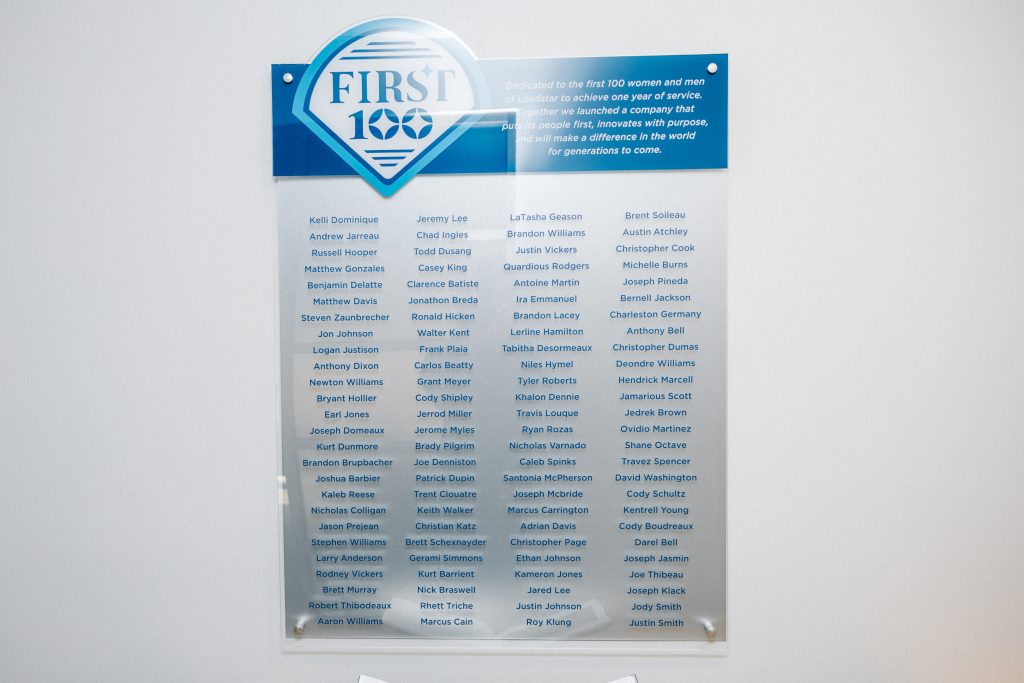 FIRST
100
Dedicated to the first 100 women and men
of Loadstar to achieve one year of service.
Together we launched a company that
puts its people first, innovates with purpose,
and will make a difference in the world
for generations to come.
Kelli Dominique
Andrew Jarreau
Russell Hooper
Matthew Gonzales
Benjamin Delatte
Matthew Davis
Steven Zaunbrecher
Jon Johnson
Logan Justison
Anthony Dixon
Newton Williams
Bryant Hollier
Earl Jones
Joseph Domeaux
Kurt Dunmore
Brandon Brupbacher
Joshua Barbier
Kaleb Reese
Nicholas Colligan
Jason Prejean
Stephen Williams
Larry Anderson
Rodney Vickers
Brett Murray
Robert Thibodeaux
Aaron Williams
Jeremy Lee
Chad Ingles
Todd Dusang
Casey King
Clarence Batiste
Jonathon Breda
Ronald Hicken
Walter Kent
Frank Plaia
Carlos Beatty
Grant Meyer
Cody Shipley
Jerrod Miller
Jerome Myles
Brady Pilgrim
Joe Denniston
Patrick Dupin
Trent Clouatre
Keith Walker
Christian Katz
Brett Schexnayder
Gerami Simmons
Kurt Barrient
Nick Braswell
Rhett Triche
Marcus Cain
LaTasha Geason
Brandon Williams
Justin Vickers
Quardious Rodgers
Antoine Martin
Ira Emmanuel
Brandon Lacey
Lerline Hamilton
Tabitha Desormeaux
Niles Hymel
Tyler Roberts
Khalon Dennie
Travis Louque
Ryan Rozas
Nicholas Varnado
Caleb Spinks
Santonia McPherson
Joseph Mcbride
Marcus Carrington
Adrian Davis
Christopher Page
Ethan Johnson
Kameron Jones
Jared Lee
Justin Johnson
Roy Klung
Brent Soileau
Austin Atchley
Christopher Cook
Michelle Burns
Joseph Pineda
Bernell Jackson
Charleston Germany
Anthony Bell
Christopher Dumas
Deondre Williams
Hendrick Marcell
Jamarious Scott
Jedrek Brown
Ovidio Martinez
Shane Octave
Travez Spencer
David Washington
Cody Schultz
Kentrell Young
Cody Boudreaux
Darel Bell
Joseph Jasmin
Joe Thibeau
Joseph Klack
Jody Smith
Justin Smith